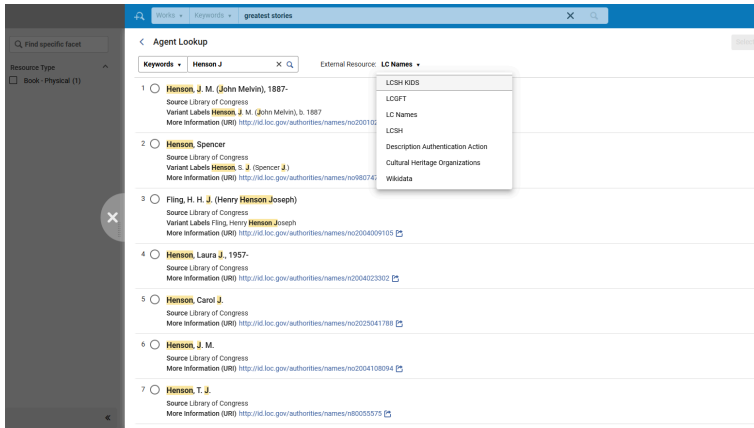 Works Keywords greatest stories
Find specific facet
Resource Type
Book - Physical (1)
Agent Lookup
Select
Keywords Henson J External Resource: LC Names
LCSH KIDS
LCGFT
LC Names
LCSH
Description Authentication Action
Cultural Heritage Organizations
Wikidata
1 Henson, J. M. (John Melvin), 1887-
Source Library of Congress
Variant Labels Henson, J. M. (John Melvin), b. 1887
More Information (URI) http://id.loc.gov/authorities/names/no200102
2 Henson, Spencer
Source Library of Congress
Variant Labels Henson, S. J. (Spencer J.)
More Information (URI) http://id.loc.gov/authorities/names/no980747
3 Fling, H. H. J. (Henry Henson Joseph)
Source Library of Congress
Variant Labels Fling, Henry Henson Joseph
More Information (URI) http://id.loc.gov/authorities/names/no2004009105
4 Henson, Laura J., 1957-
Source Library of Congress
More Information (URI) http://id.loc.gov/authorities/names/n2004023302
5 Henson, Carol J.
Source Library of Congress
More Information (URI) http://id.loc.gov/authorities/names/no2025041788
6 Henson, J. M.
Source Library of Congress
More Information (URI) http://id.loc.gov/authorities/names/no2004108094
7 Henson, T. J.
Source Library of Congress
More Information (URI) http://id.loc.gov/authorities/names/n80055575